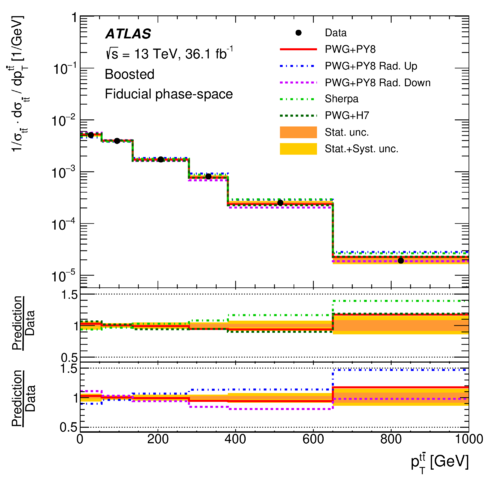 1/σ_tt̄ · dσ_tt̄ / dp_T^tt̄ [1/GeV]
1
10⁻¹
10⁻²
10⁻³
10⁻⁴
10⁻⁵
ATLAS
√s = 13 TeV, 36.1 fb⁻¹
Boosted
Fiducial phase-space
Data
PWG+PY8
PWG+PY8 Rad. Up
PWG+PY8 Rad. Down
Sherpa
PWG+H7
Stat. unc.
Stat.+Syst. unc.
Prediction
Data
1.5
1
0.5
Prediction
Data
1.5
1
0.5
0 200 400 600 800 1000
p_T^tt̄ [GeV]